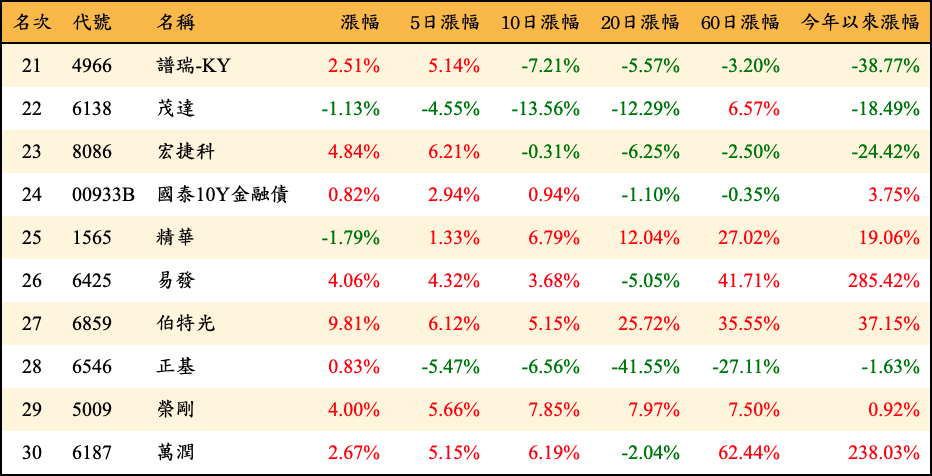 名次 代號 名稱 漲幅 5日漲幅 10日漲幅 20日漲幅 60日漲幅 今年以來漲幅
21 4966 譜瑞-KY 2.51% 5.14% -7.21% -5.57% -3.20% -38.77%
22 6138 茂達 -1.13% -4.55% -13.56% -12.29% 6.57% -18.49%
23 8086 宏捷科 4.84% 6.21% -0.31% -6.25% -2.50% -24.42%
24 00933B 國泰10Y金融債 0.82% 2.94% 0.94% -1.10% -0.35% 3.75%
25 1565 精華 -1.79% 1.33% 6.79% 12.04% 27.02% 19.06%
26 6425 易發 4.06% 4.32% 3.68% -5.05% 41.71% 285.42%
27 6859 伯特光 9.81% 6.12% 5.15% 25.72% 35.55% 37.15%
28 6546 正基 0.83% -5.47% -6.56% -41.55% -27.11% -1.63%
29 5009 榮剛 4.00% 5.66% 7.85% 7.97% 7.50% 0.92%
30 6187 萬潤 2.67% 5.15% 6.19% -2.04% 62.44% 238.03%